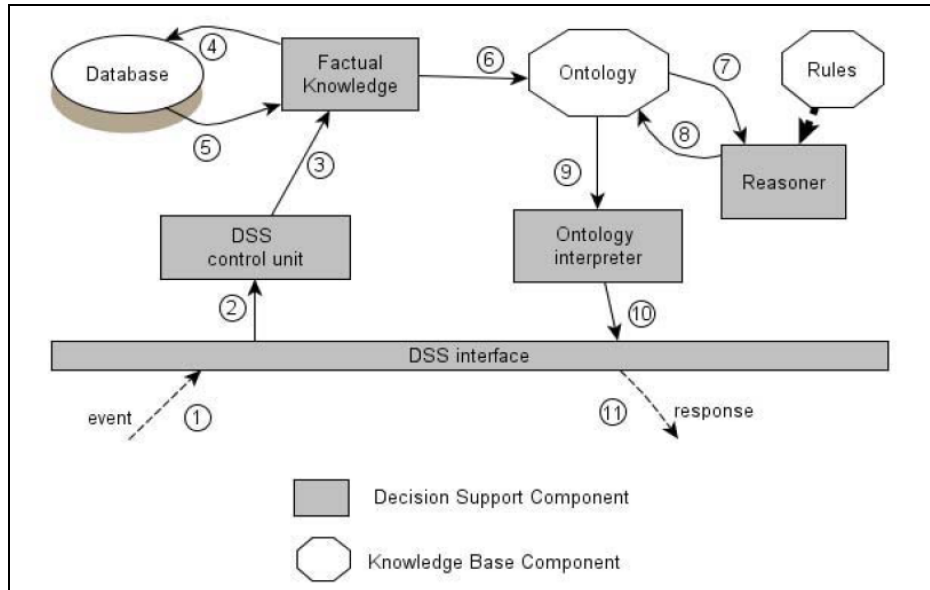 ④
Factual
Knowledge
Database
⑥
Ontology
⑦
Rules
⑤
③
⑧
⑨
Reasoner
DSS
control unit
Ontology
interpreter
②
⑩
DSS interface
event
①
⑪
response
Decision Support Component
Knowledge Base Component